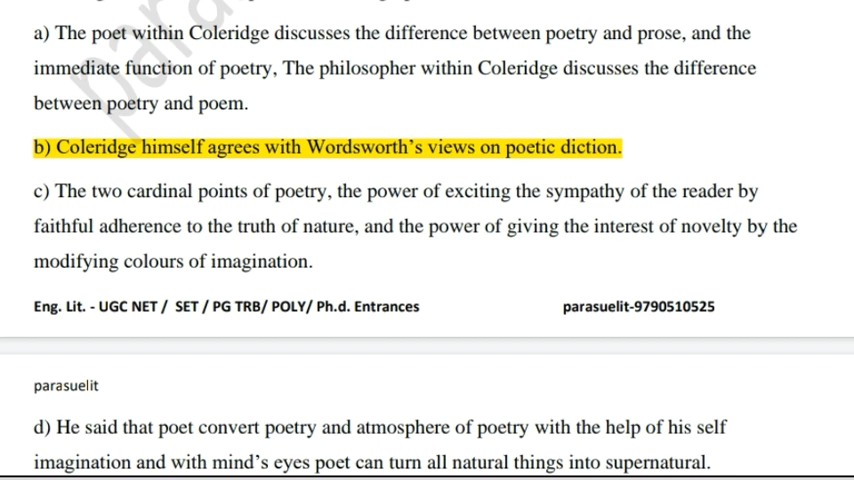 a) The poet within Coleridge discusses the difference between poetry and prose, and the
immediate function of poetry, The philosopher within Coleridge discusses the difference
between poetry and poem.
b) Coleridge himself agrees with Wordsworth's views on poetic diction.
c) The two cardinal points of poetry, the power of exciting the sympathy of the reader by
faithful adherence to the truth of nature, and the power of giving the interest of novelty by the
modifying colours of imagination.
Eng. Lit. - UGC NET / SET / PG TRB/ POLY/ Ph.d. Entrances parasuelit-9790510525
parasuelit
d) He said that poet convert poetry and atmosphere of poetry with the help of his self
imagination and with mind's eyes poet can turn all natural things into supernatural.